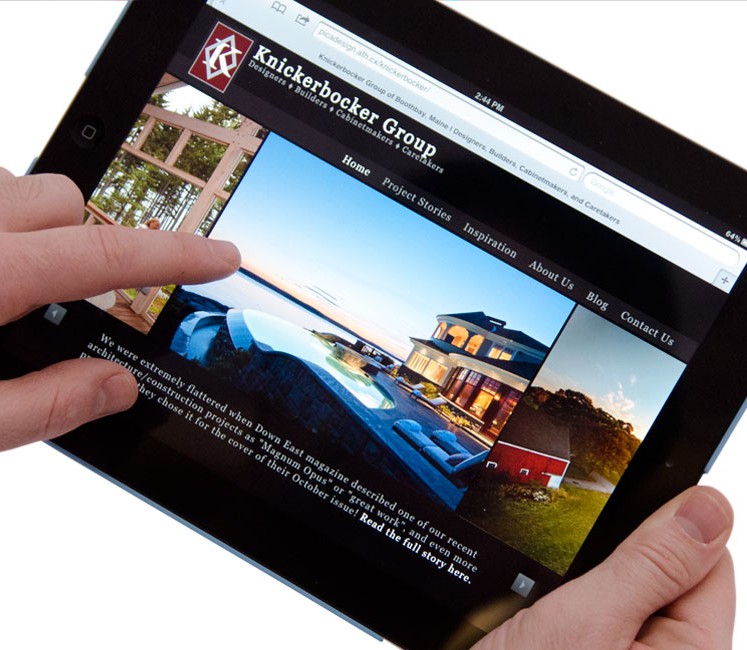 2:44 PM
64%
picadesign.ath.cx/knickerbocker/
Google
Knickerbocker Group of Boothbay, Maine | Designers, Builders, Cabinetmakers, and Caretakers
K
Knickerbocker Group
Designers ♦ Builders ♦ Cabinetmakers ♦ Caretakers
Home Project Stories Inspiration About Us Blog Contact Us
We were extremely flattered when Down East magazine described one of our recent
architecture/construction projects as "Magnum Opus" or "great work", and even more
they chose it for the cover of their October issue! Read the full story here.